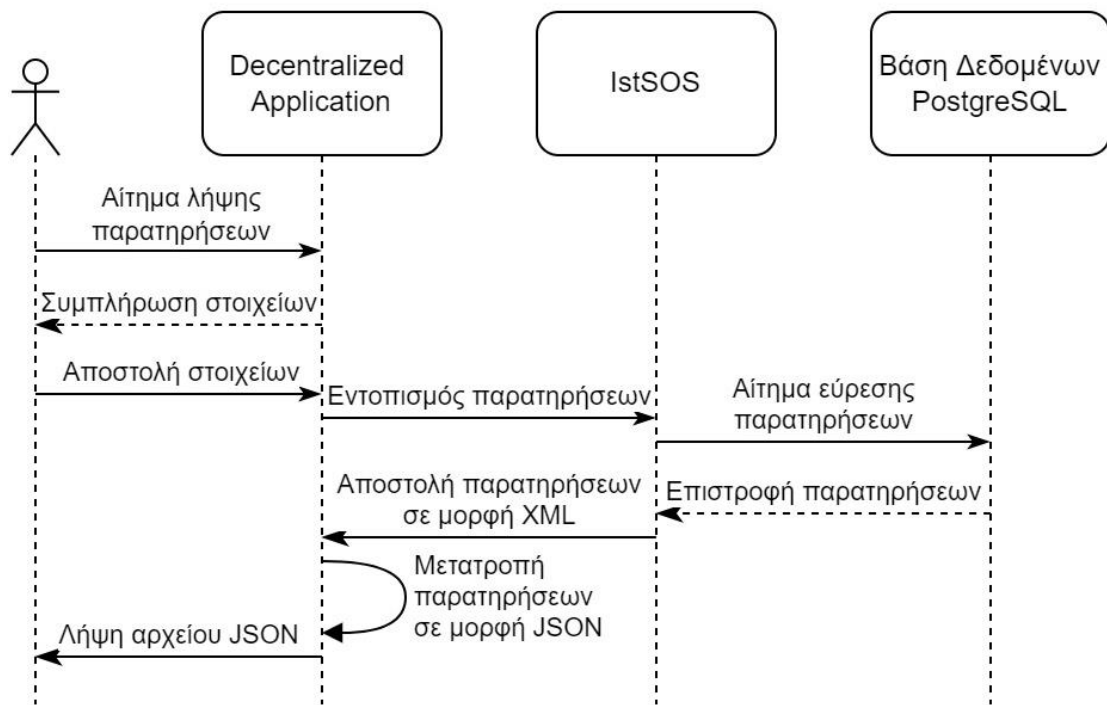 Decentralized
Application
IstSOS
Βάση Δεδομένων
PostgreSQL
Αίτημα λήψης
παρατηρήσεων
Συμπλήρωση στοιχείων
Αποστολή στοιχείων
Εντοπισμός παρατηρήσεων
Αίτημα εύρεσης
παρατηρήσεων
Επιστροφή παρατηρήσεων
Αποστολή παρατηρήσεων
σε μορφή XML
Μετατροπή
παρατηρήσεων
σε μορφή JSON
Λήψη αρχείου JSON